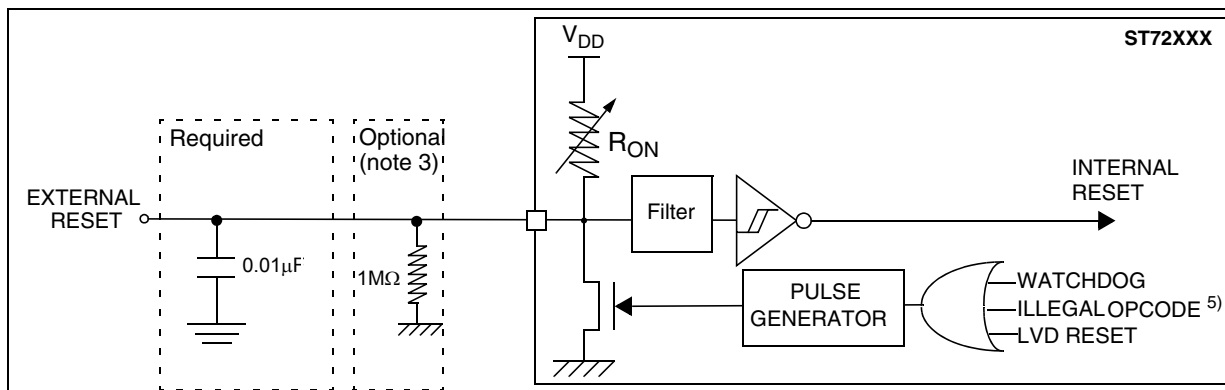 VDD
ST72XXX
Required
Optional
(note 3)
RON
EXTERNAL
RESET
INTERNAL
RESET
Filter
0.01μF
1MΩ
PULSE
GENERATOR
WATCHDOG
ILLEGAL OPCODE 5)
LVD RESET